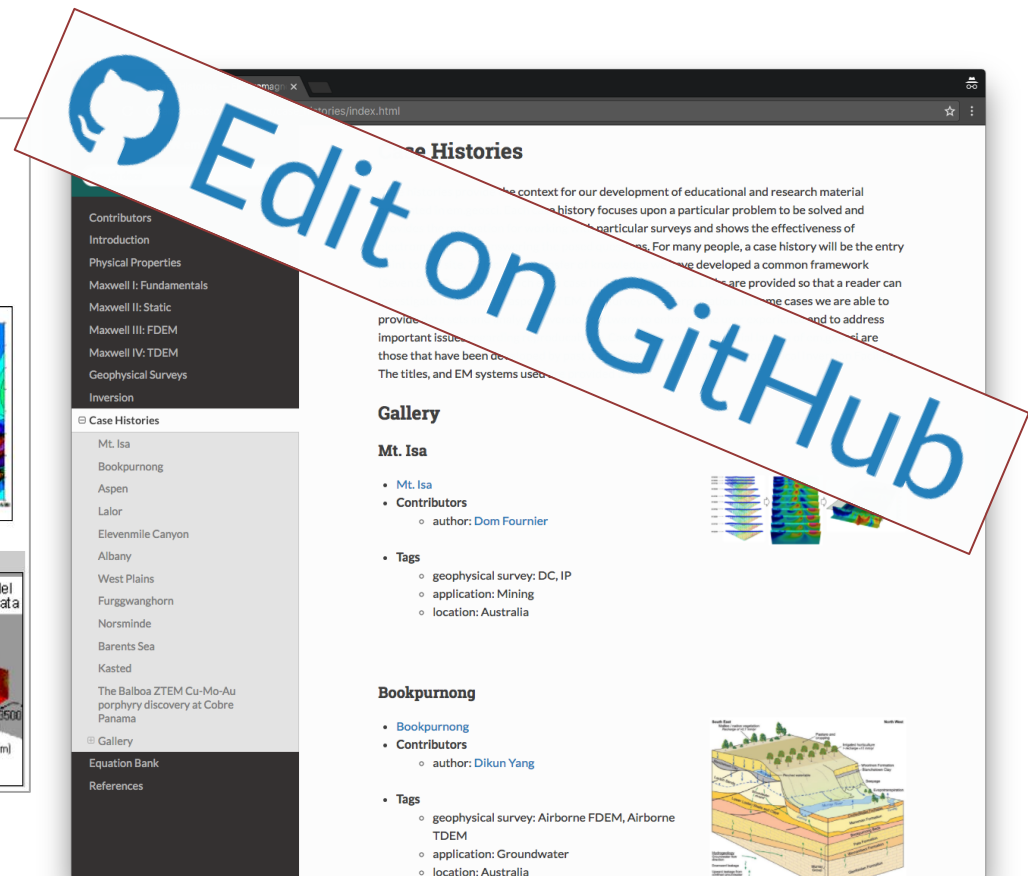 Edit on GitHub
stories/index.html
Case Histories
the context for our development of educational and research material
history focuses upon a particular problem to be solved and
particular surveys and shows the effectiveness of
For many people, a case history will be the entry
ve developed a common framework
are provided so that a reader can
me cases we are able to
provide
and to address
important issues
are
those that have been de
The titles, and EM systems used
Contributors
Introduction
Physical Properties
Maxwell I: Fundamentals
Maxwell II: Static
Maxwell III: FDEM
Maxwell IV: TDEM
Geophysical Surveys
Inversion
Case Histories
Mt. Isa
Bookpurnong
Aspen
Lalor
Elevenmile Canyon
Albany
West Plains
Furggwanghorn
Norsminde
Barents Sea
Kasted
The Balboa ZTEM Cu-Mo-Au
porphyry discovery at Cobre
Panama
Gallery
Equation Bank
References
Gallery
Mt. Isa
Mt. Isa
Contributors
author: Dom Fournier
Tags
geophysical survey: DC, IP
application: Mining
location: Australia
Bookpurnong
Bookpurnong
Contributors
author: Dikun Yang
Tags
geophysical survey: Airborne FDEM, Airborne
TDEM
application: Groundwater
location: Australia
South East
North West